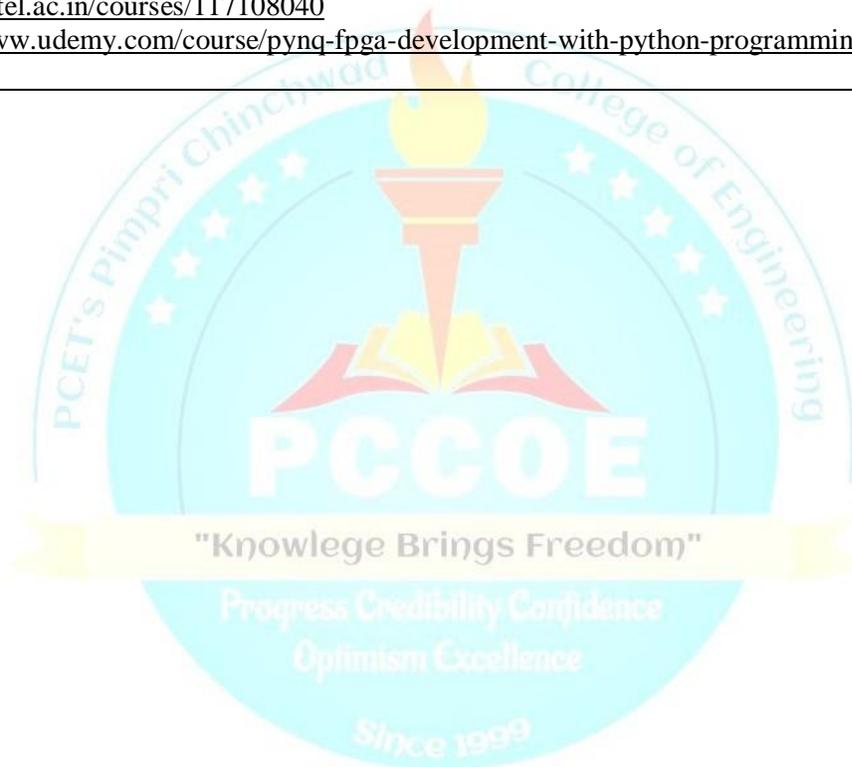 tel.ac.in/courses/117108040
ww.udemy.com/course/pynq-fpga-development-with-python-programmin
PCET's Pimpri Chinchwad College of Engineering
PCCOE
"Knowlege Brings Freedom"
Progress Credibility Confidence
Optimism Excellence
Since 1999